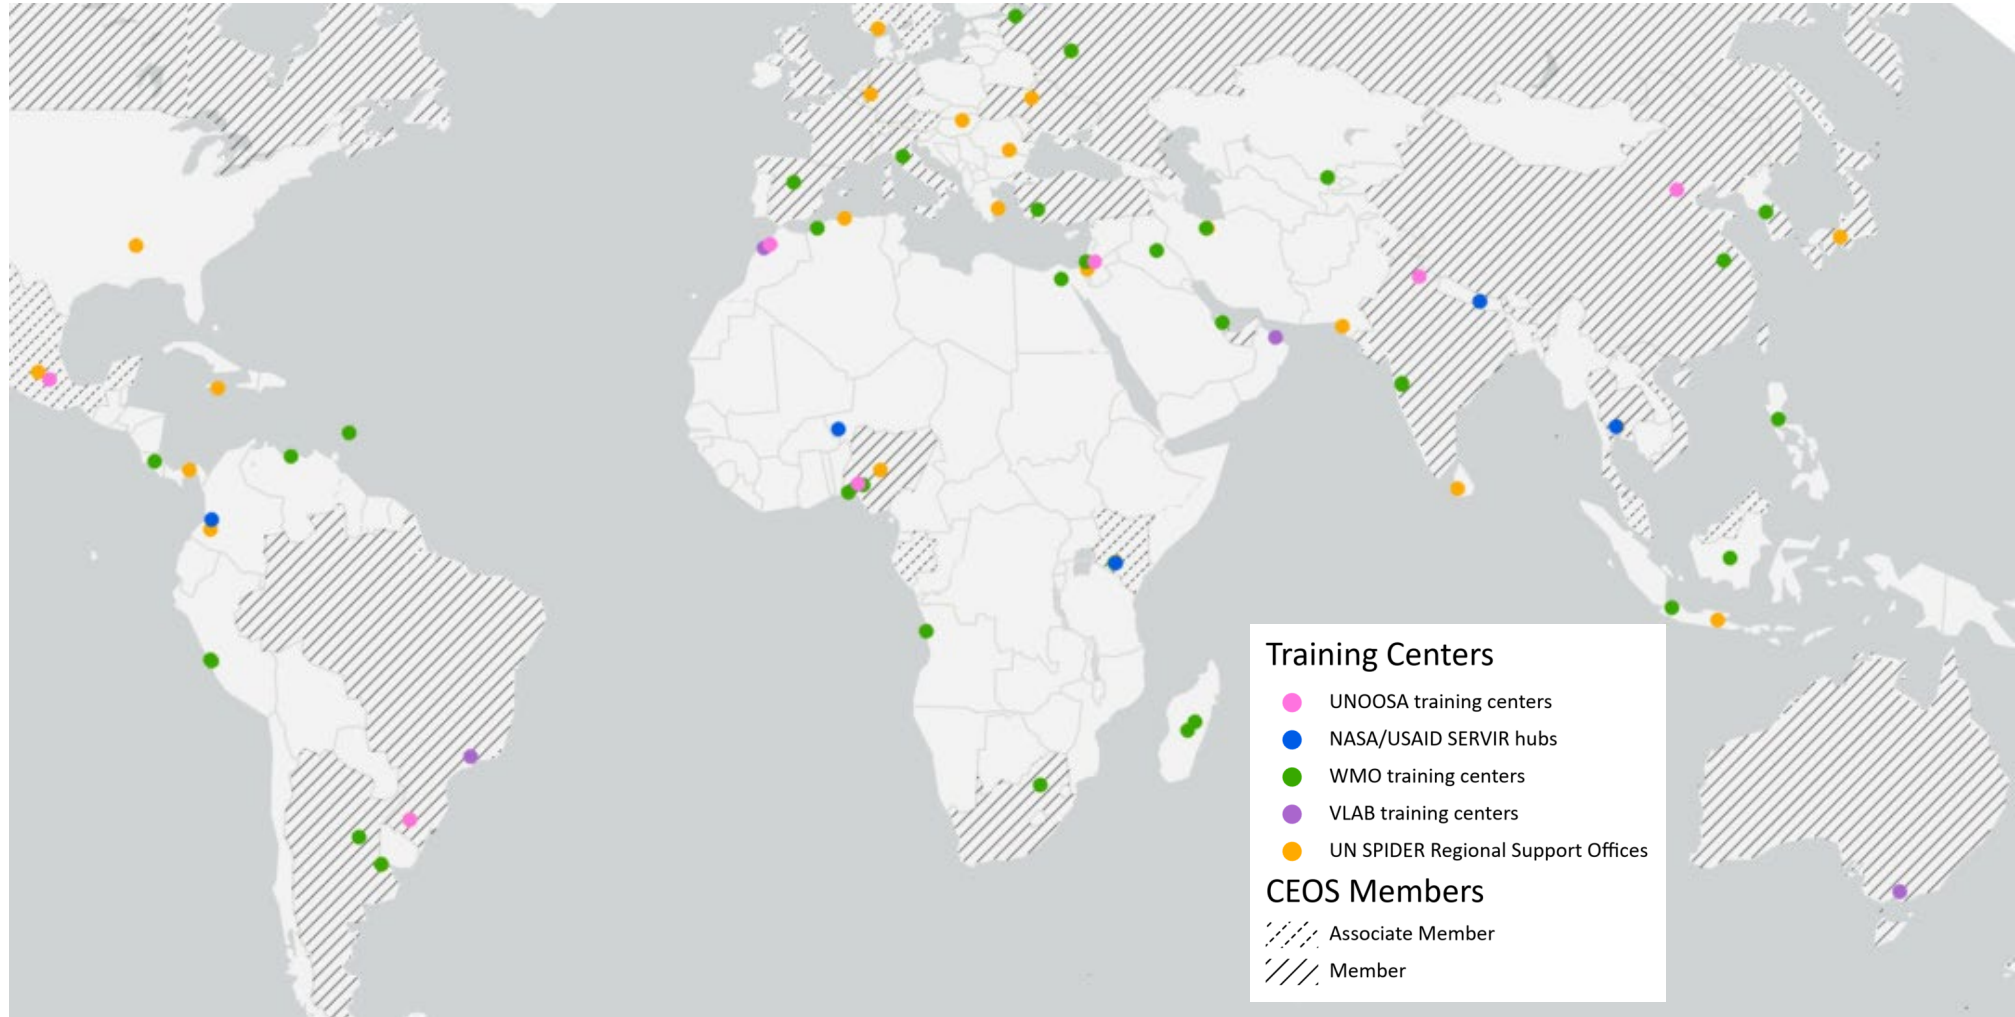 Training Centers
UNOOSA training centers
NASA/USAID SERVIR hubs
WMO training centers
VLAB training centers
UN SPIDER Regional Support Offices
CEOS Members
Associate Member
Member